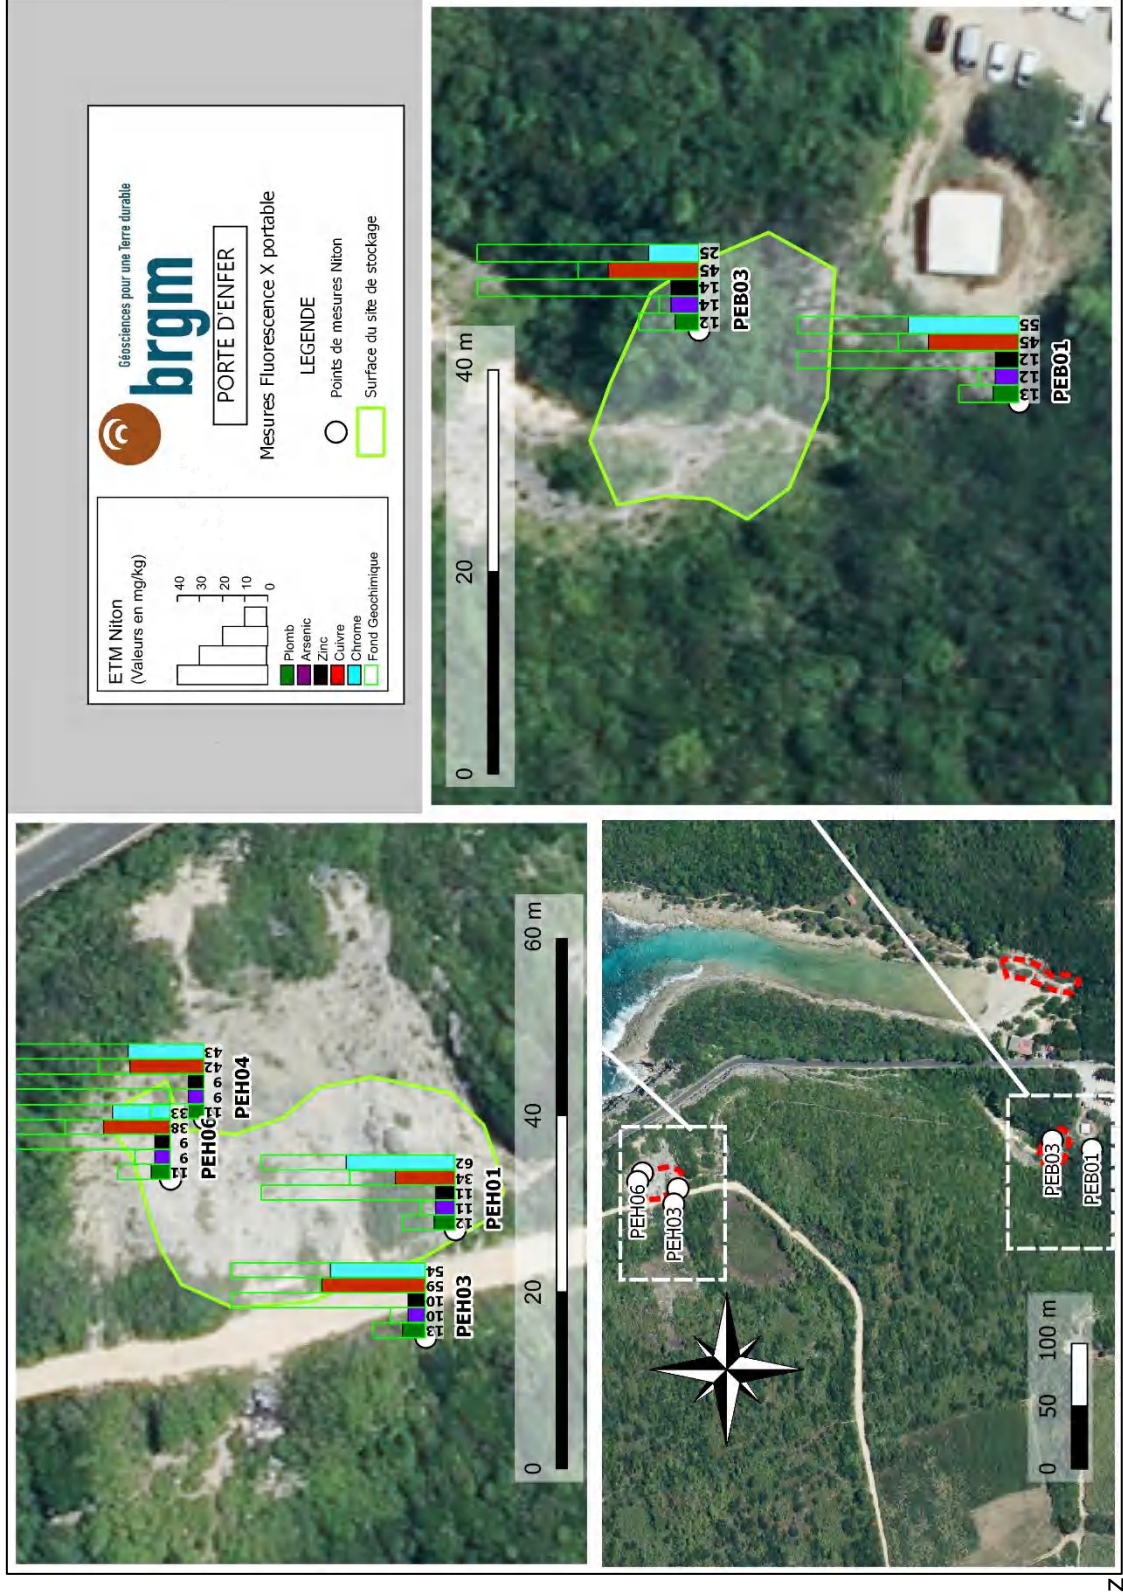 Géosciences pour une Terre durable
brgm
PORTE D'ENFER
Mesures Fluorescence X portable
LEGENDE
Points de mesures Niton
Surface du site de stockage
ETM Niton
(Valeurs en mg/kg)
40
30
20
10
0
Plomb
Arsenic
Zinc
Cuivre
Chrome
Fond Geochimique
0 20 40 60 m
11 9 9 38 33
PEH06
11 9 9 42 43
PEH04
13 10 10 59 54
PEH03
12 11 11 34 62
PEH01
0 20 40 m
12 14 14 45 25
PEB03
13 12 12 45 55
PEB01
PEH06
PEH03
PEB03
PEB01
0 50 100 m
N